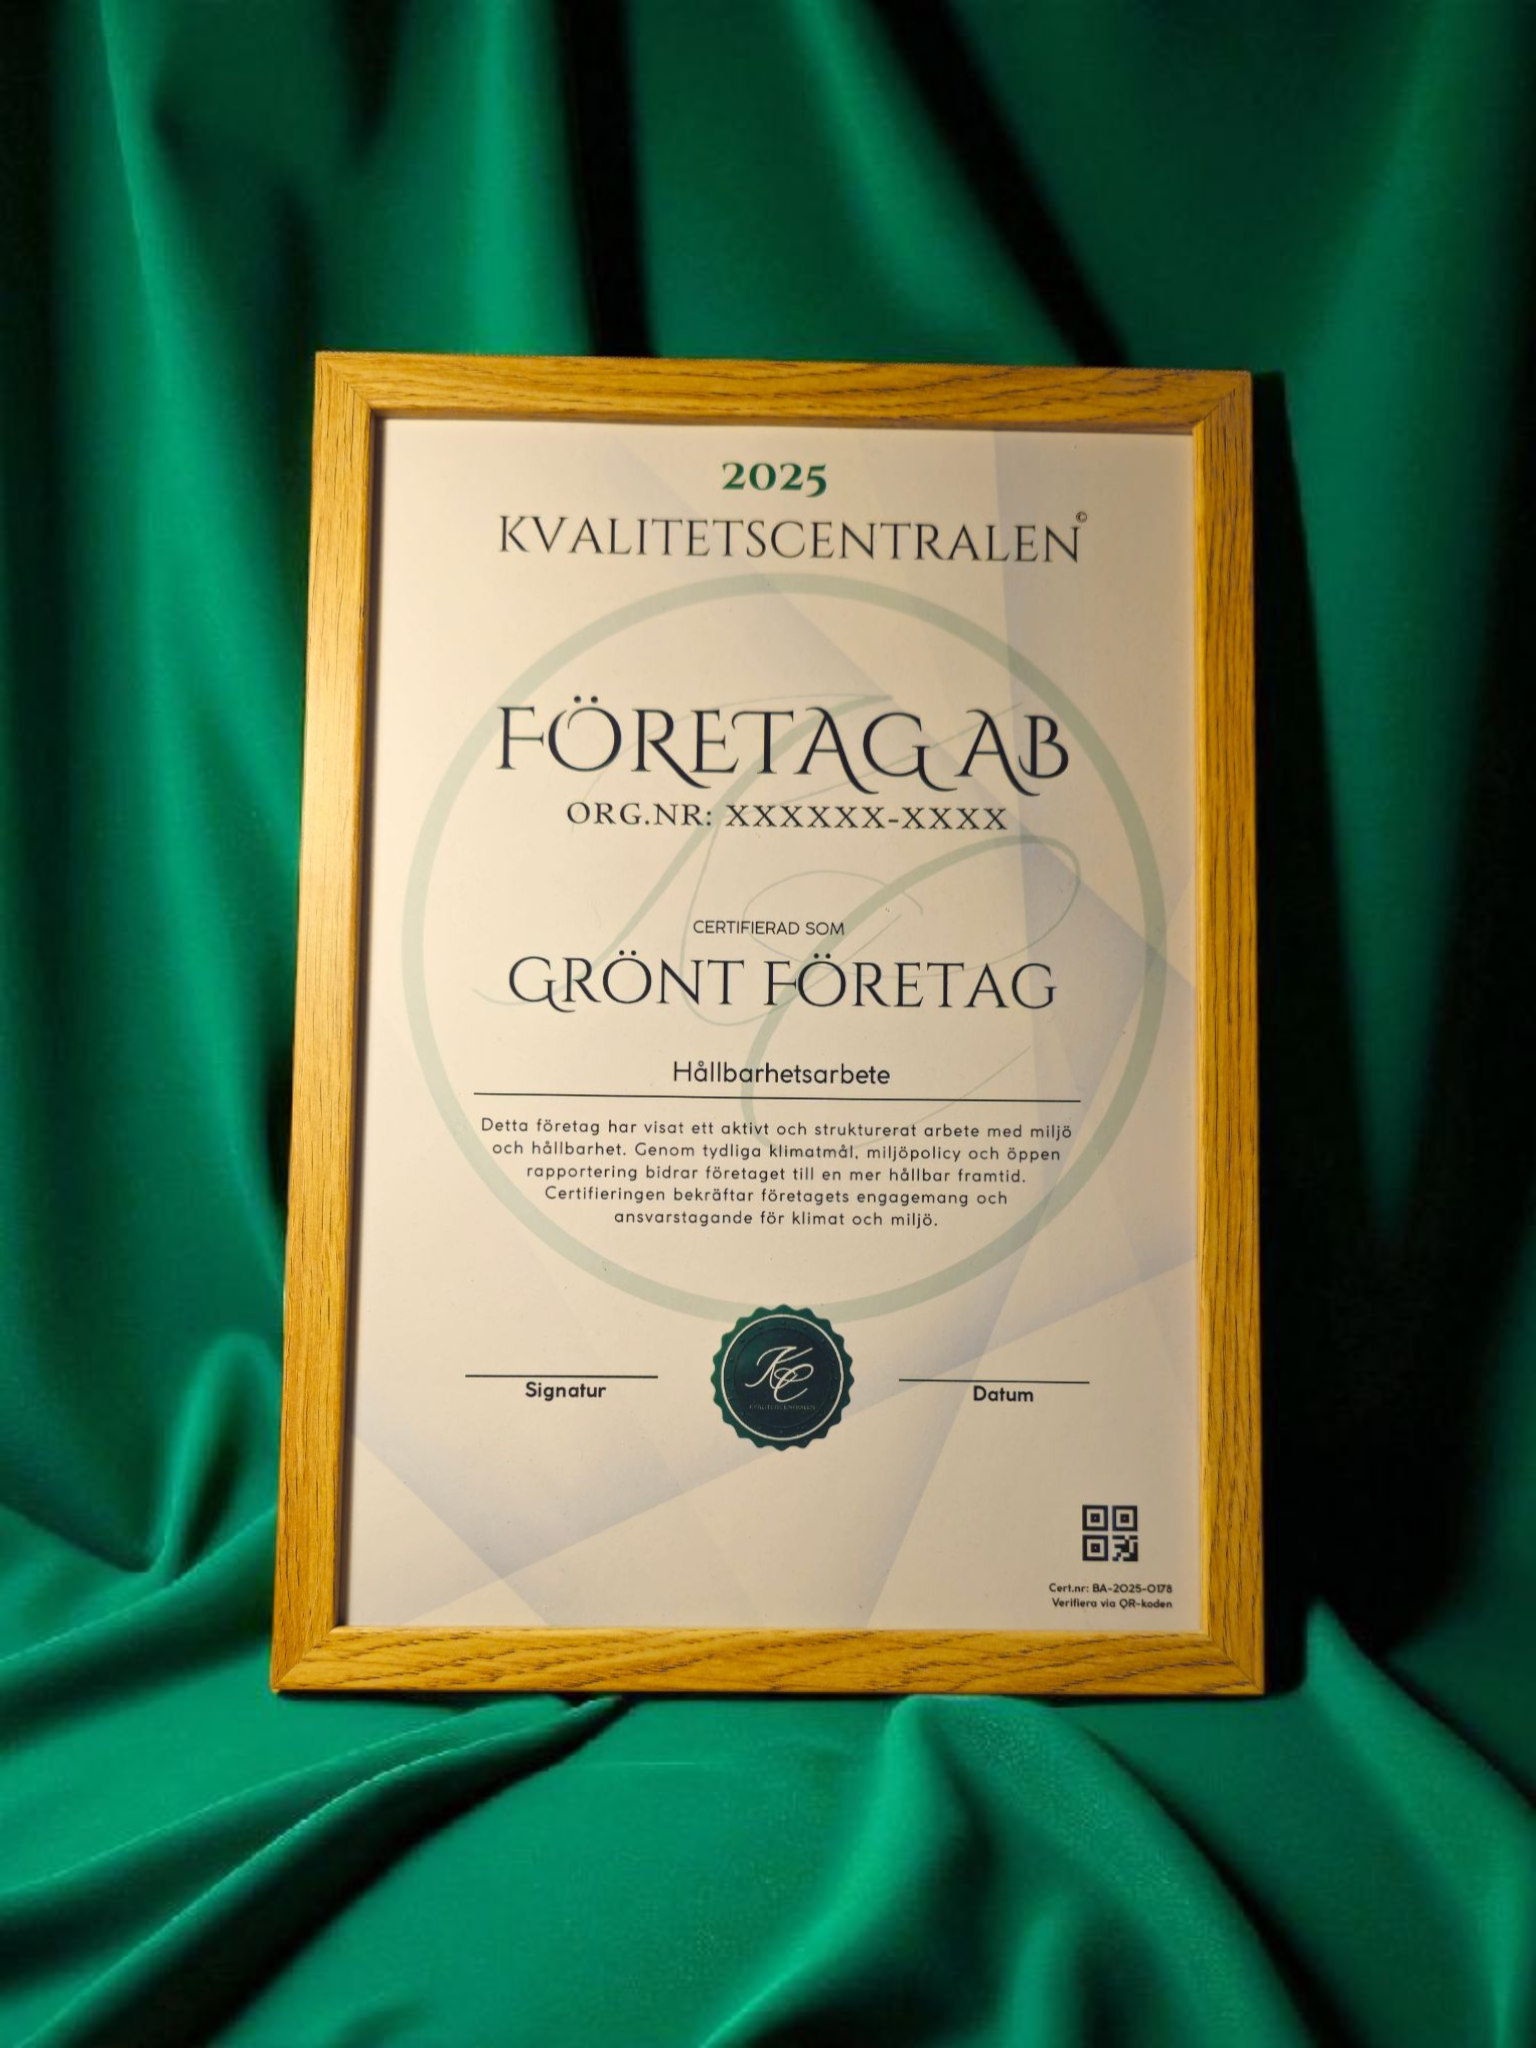 2025
KVALITETSCENTRALEN©
FÖRETAG AB
ORG.NR: XXXXXX-XXXX
CERTIFIERAD SOM
GRÖNT FÖRETAG
Hållbarhetsarbete
Detta företag har visat ett aktivt och strukturerat arbete med miljö
och hållbarhet. Genom tydliga klimatmål, miljöpolicy och öppen
rapportering bidrar företaget till en mer hållbar framtid.
Certifieringen bekräftar företagets engagemang och
ansvarstagande för klimat och miljö.
KC
KVALITETSCENTRALEN
Signatur
Datum
Cert.nr: BA-2025-0178
Verifiera via QR-koden